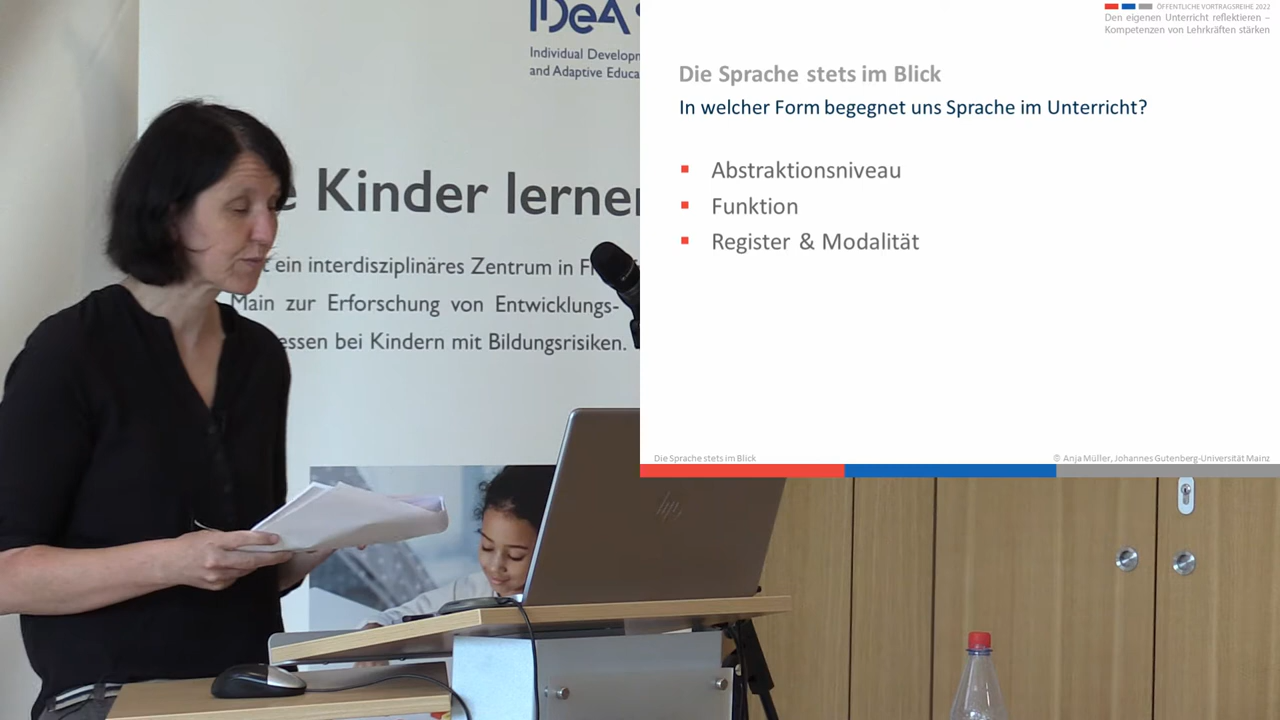 IDeA
Individual Developm
and Adaptive Educa
e Kinder lernen
ein interdisziplinäres Zentrum in F
Main zur Erforschung von Entwicklungs-
essen bei Kindern mit Bildungsrisiken.
hp
ÖFFENTLICHE VORTRAGSREIHE 2022
Den eigenen Unterricht reflektieren –
Kompetenzen von Lehrkräften stärken
Die Sprache stets im Blick
In welcher Form begegnet uns Sprache im Unterricht?
Abstraktionsniveau
Funktion
Register & Modalität
Die Sprache stets im Blick
© Anja Müller, Johannes Gutenberg-Universität Mainz